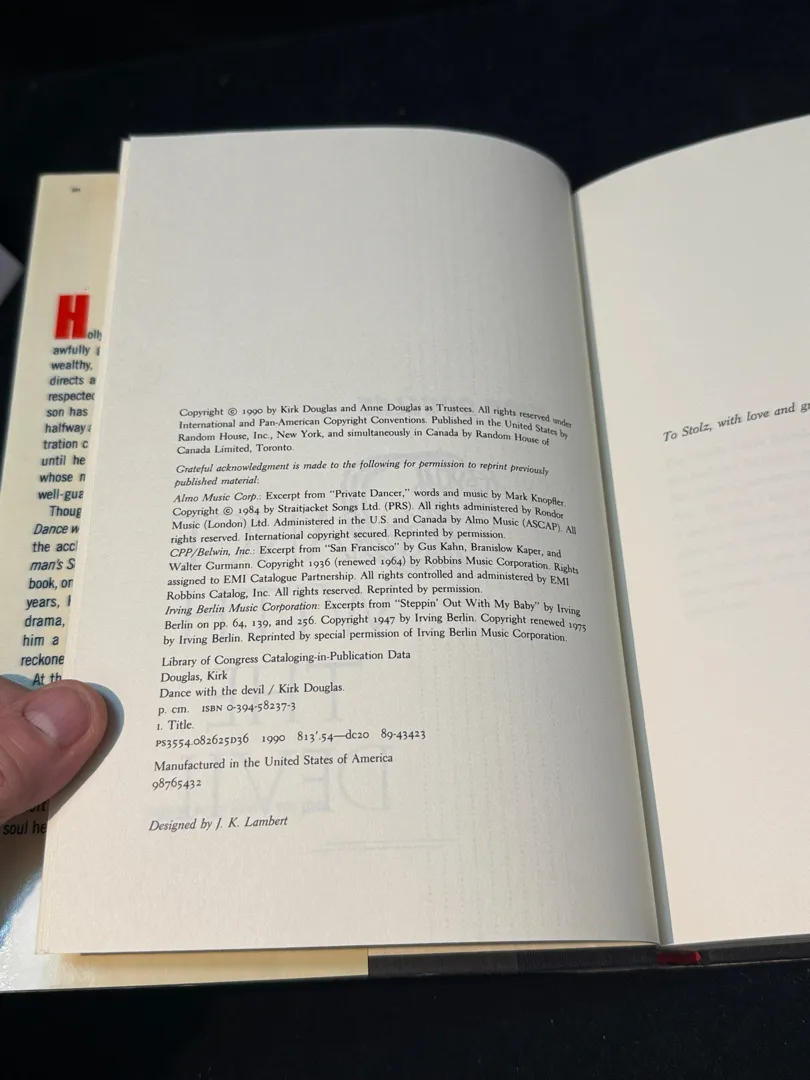 Holly
awfully
wealthy,
directs a
respected
son has
halfway
tration c
until he
whose n
well-gua
Thoug
Dance w
the accl
man's S
book, or
years,
drama,
him a
reckone
At th
soul he
Copyright © 1990 by Kirk Douglas and Anne Douglas as Trustees. All rights reserved under
International and Pan-American Copyright Conventions. Published in the United States by
Random House, Inc., New York, and simultaneously in Canada by Random House of
Canada Limited, Toronto.
Grateful acknowledgment is made to the following for permission to reprint previously
published material:
Almo Music Corp.: Excerpt from "Private Dancer," words and music by Mark Knopfler.
Copyright © 1984 by Straitjacket Songs Ltd. (PRS). All rights administered by Rondor
Music (London) Ltd. Administered in the U.S. and Canada by Almo Music (ASCAP). All
rights reserved. International copyright secured. Reprinted by permission.
CPP/Belwin, Inc.: Excerpt from "San Francisco" by Gus Kahn, Branislow Kaper, and
Walter Gurmann. Copyright 1936 (renewed 1964) by Robbins Music Corporation. Rights
assigned to EMI Catalogue Partnership. All rights controlled and administered by EMI
Robbins Catalog, Inc. All rights reserved. Reprinted by permission.
Irving Berlin Music Corporation: Excerpts from "Steppin' Out With My Baby" by Irving
Berlin on pp. 64, 139, and 256. Copyright 1947 by Irving Berlin. Copyright renewed 1975
by Irving Berlin. Reprinted by special permission of Irving Berlin Music Corporation.
Library of Congress Cataloging-in-Publication Data
Douglas, Kirk
Dance with the devil / Kirk Douglas.
p. cm. ISBN 0-394-58237-3
1. Title.
PS3554.O82625D36 1990 813'.54—dc20 89-43423
Manufactured in the United States of America
98765432
Designed by J. K. Lambert
To Stolz, with love and gr